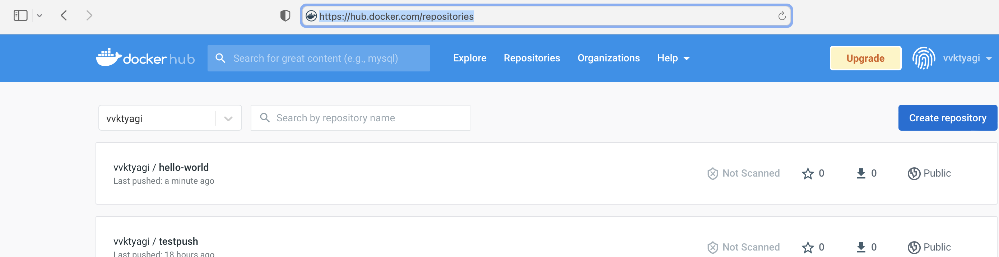 https://hub.docker.com/repositories
docker hub
Search for great content (e.g., mysql)
Explore
Repositories
Organizations
Help
Upgrade
vvktyagi
vvktyagi
Search by repository name
Create repository
vvktyagi / hello-world
Last pushed: a minute ago
Not Scanned
0
0
Public
vvktyagi / testpush
Last pushed: 18 hours ago
Not Scanned
0
0
Public